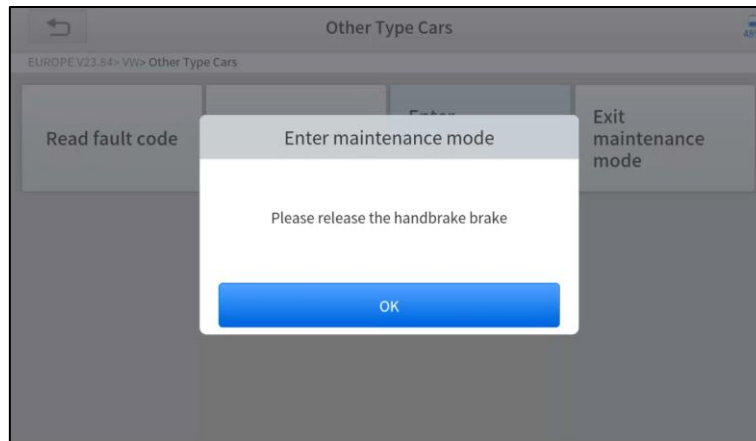 Other Type Cars
EUROPE V23.84> VW> Other Type Cars
Read fault code
Exit
maintenance
mode
Enter maintenance mode
Please release the handbrake brake
OK